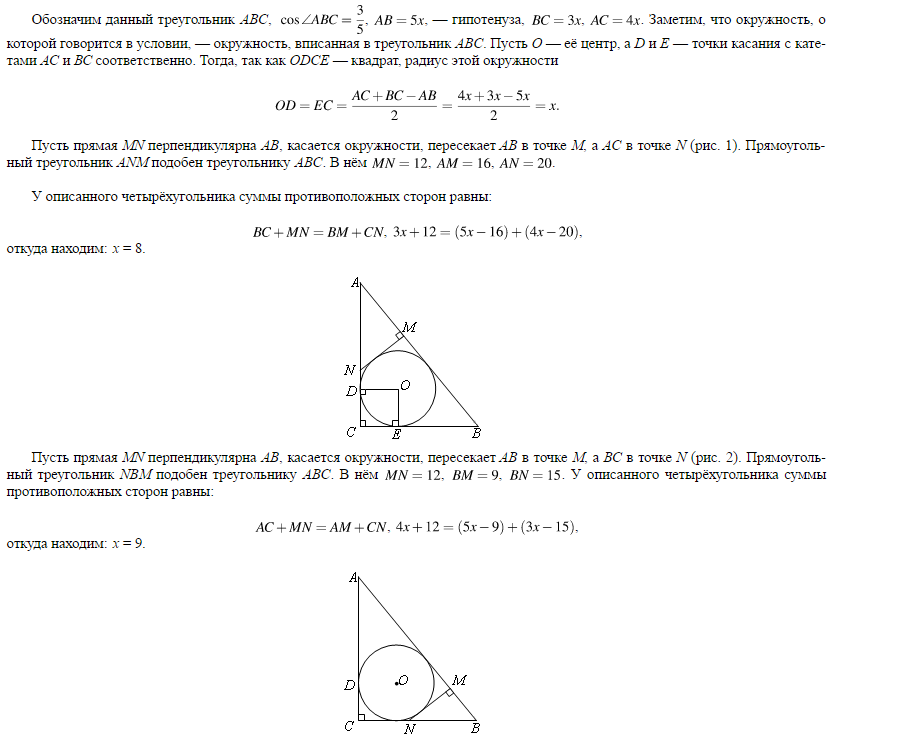 Обозначим данный треугольник ABC, cos∠ABC = 3/5, AB = 5x, — гипотенуза, BC = 3x, AC = 4x. Заметим, что окружность, о
которой говорится в условии, — окружность, вписанная в треугольник ABC. Пусть O — её центр, а D и E — точки касания с кате-
тами AC и BC соответственно. Тогда, так как ODCE — квадрат, радиус этой окружности
OD = EC = (AC + BC − AB)/2 = (4x + 3x − 5x)/2 = x.
Пусть прямая MN перпендикулярна AB, касается окружности, пересекает AB в точке M, а AC в точке N (рис. 1). Прямоуголь-
ный треугольник ANM подобен треугольнику ABC. В нём MN = 12, AM = 16, AN = 20.
У описанного четырёхугольника суммы противоположных сторон равны:
BC + MN = BM + CN, 3x + 12 = (5x − 16) + (4x − 20),
откуда находим: x = 8.
A
M
N
D
O
C
E
B
Пусть прямая MN перпендикулярна AB, касается окружности, пересекает AB в точке M, а BC в точке N (рис. 2). Прямоуголь-
ный треугольник NBM подобен треугольнику ABC. В нём MN = 12, BM = 9, BN = 15. У описанного четырёхугольника суммы
противоположных сторон равны:
AC + MN = AM + CN, 4x + 12 = (5x − 9) + (3x − 15),
откуда находим: x = 9.
A
D
O
M
C
N
B